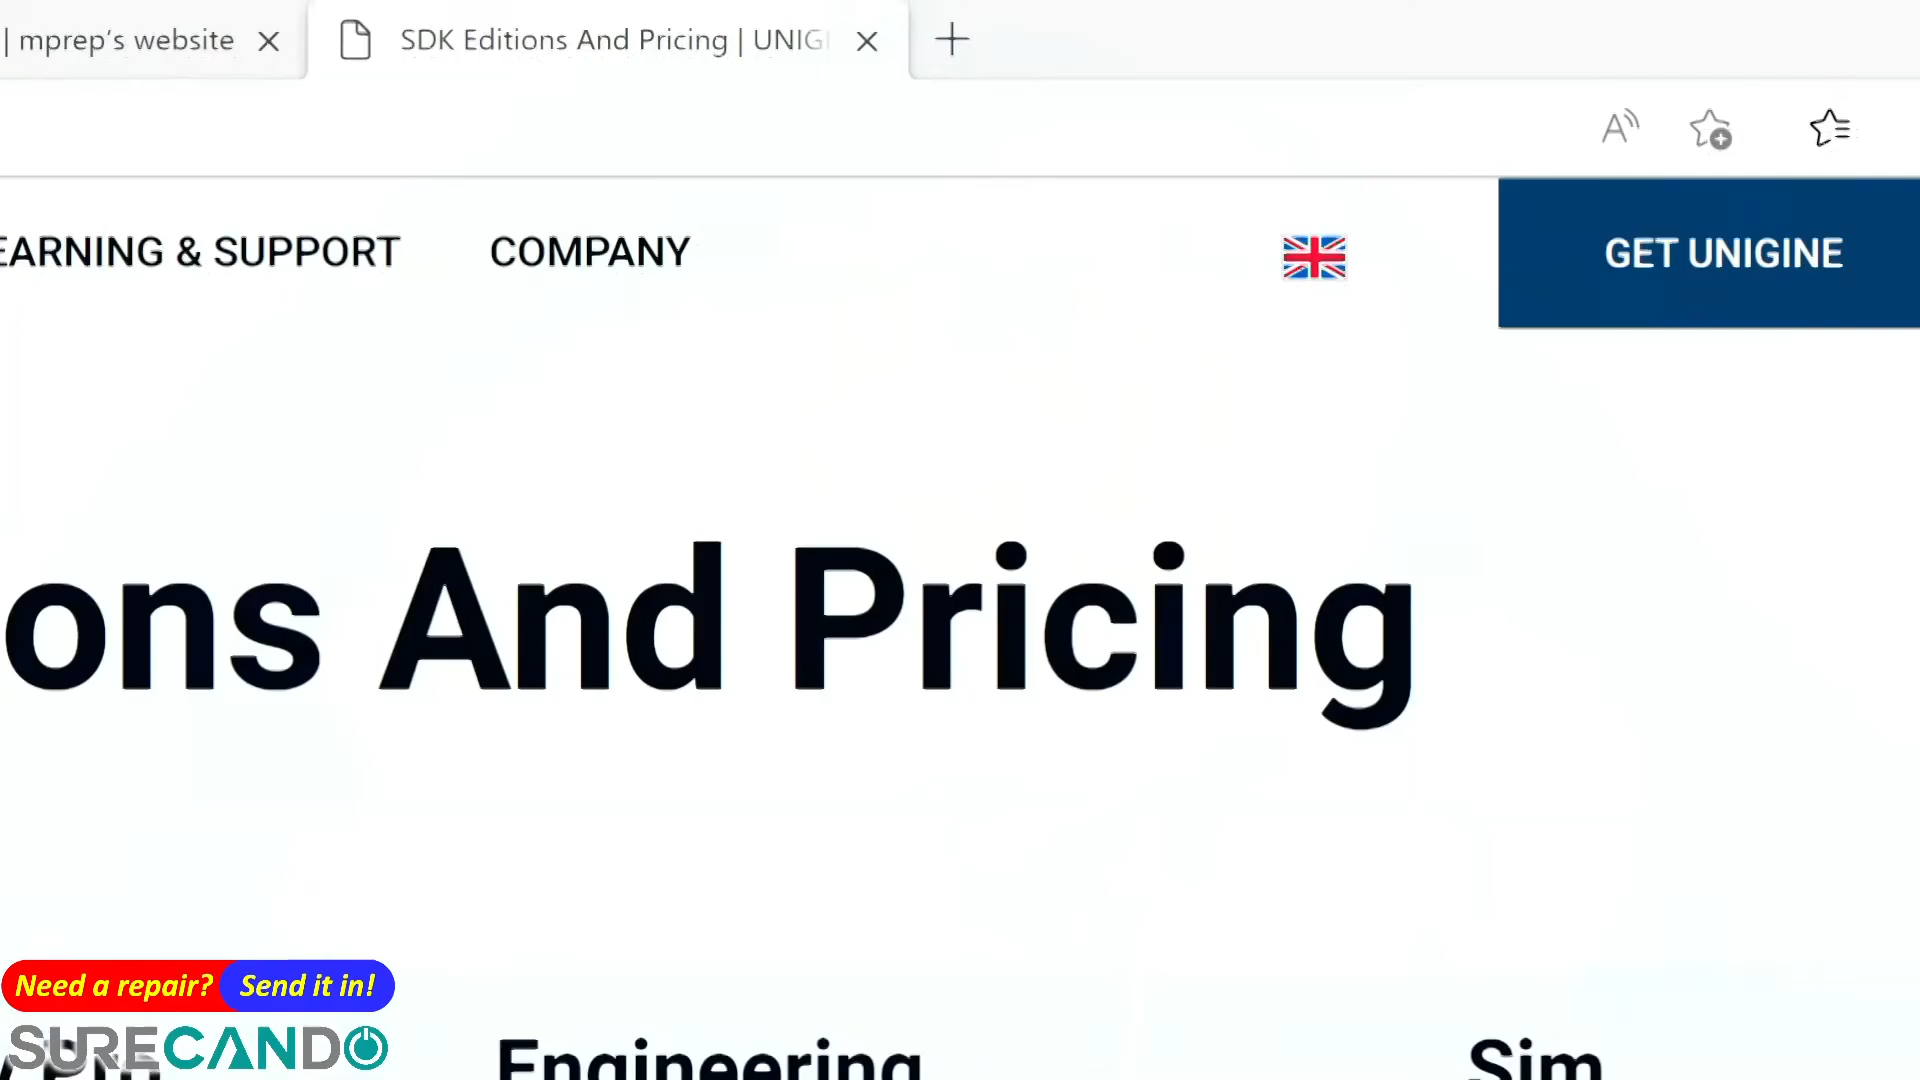 | mprep's website
SDK Editions And Pricing | UNIGI
EARNING & SUPPORT
COMPANY
GET UNIGINE
ons And Pricing
Need a repair? Send it in!
SURECANDO
Engineering
Sim